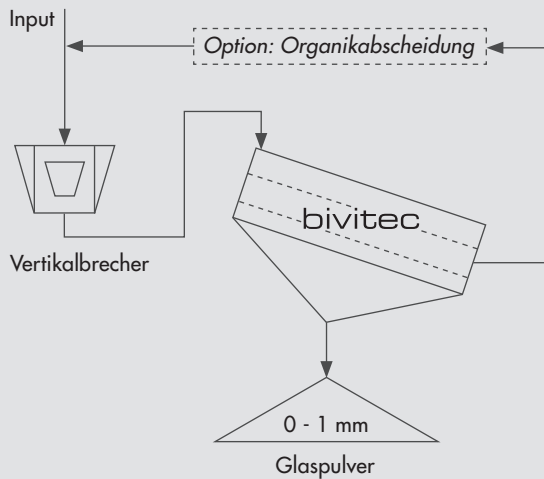 Input
Option: Organikabscheidung
bivitec
Vertikalbrecher
0 - 1 mm
Glaspulver